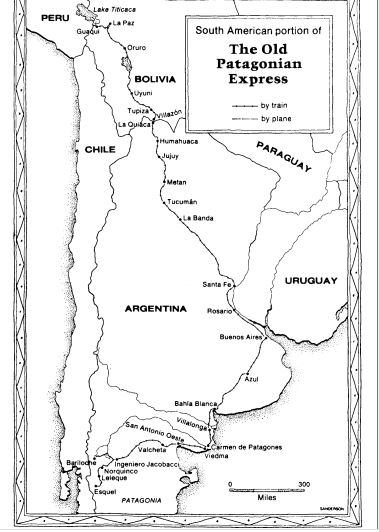 Lake Titicaca
PERU
La Paz
Guaqui
South American portion of
The Old
Patagonian
Express
by train
by plane
Oruro
BOLIVIA
Uyuni
Tupiza
Villazón
La Quiaca
PARAGUAY
Humahuaca
CHILE
Jujuy
Metan
Tucumán
La Banda
Santa Fe
URUGUAY
ARGENTINA
Rosario
Buenos Aires
Azul
Bahía Blanca
Villalonga
San Antonio Oeste
Carmen de Patagones
Valcheta
Viedma
Bariloche
Ingeniero Jacobacci
Norquinco
Leleque
Esquel
PATAGONIA
0 300
Miles
SANDERSON